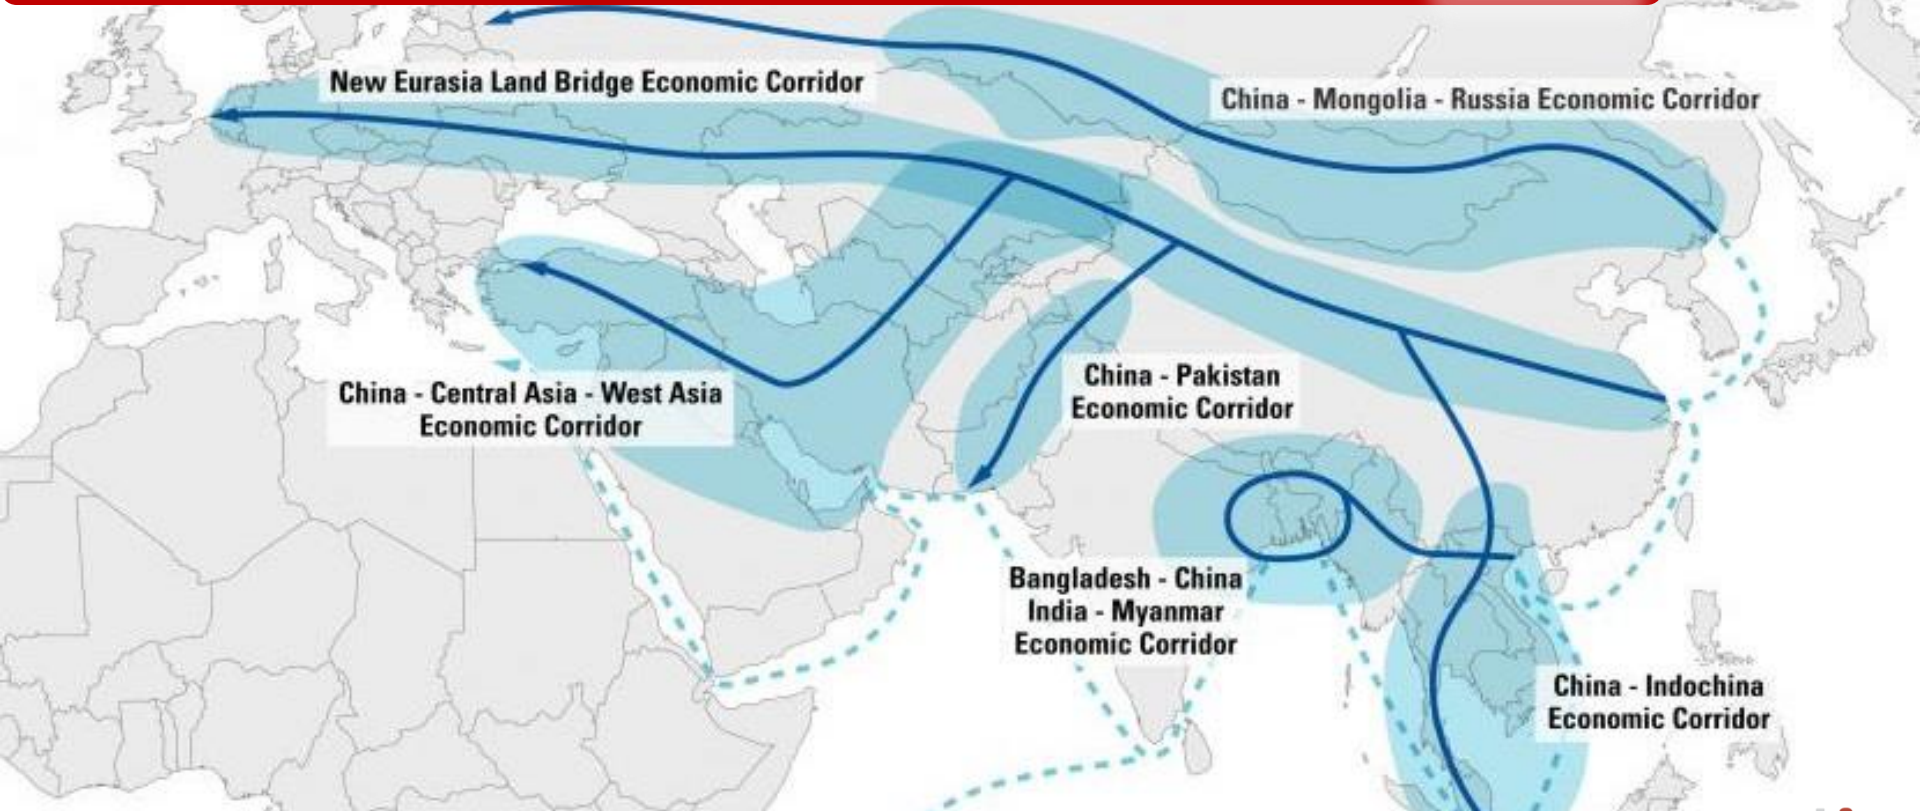 New Eurasia Land Bridge Economic Corridor
China - Mongolia - Russia Economic Corridor
China - Central Asia - West Asia
Economic Corridor
China - Pakistan
Economic Corridor
Bangladesh - China
India - Myanmar
Economic Corridor
China - Indochina
Economic Corridor